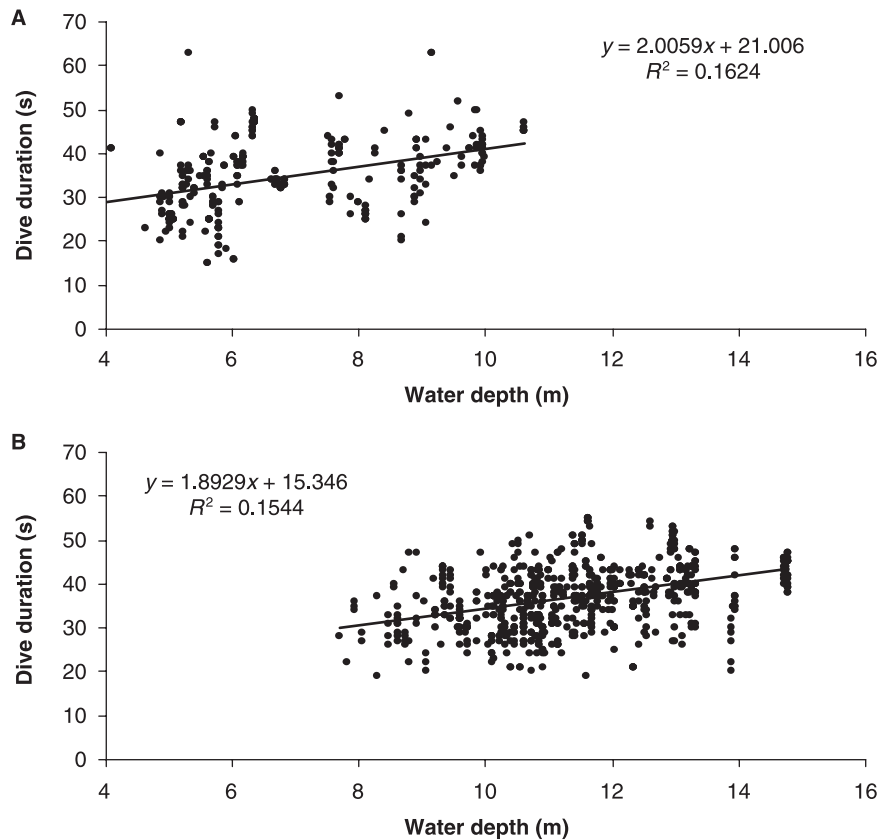 A
y = 2.0059x + 21.006
R² = 0.1624
Dive duration (s)
70
60
50
40
30
20
10
0
4 6 8 10 12 14 16
Water depth (m)
B
y = 1.8929x + 15.346
R² = 0.1544
Dive duration (s)
70
60
50
40
30
20
10
0
4 6 8 10 12 14 16
Water depth (m)